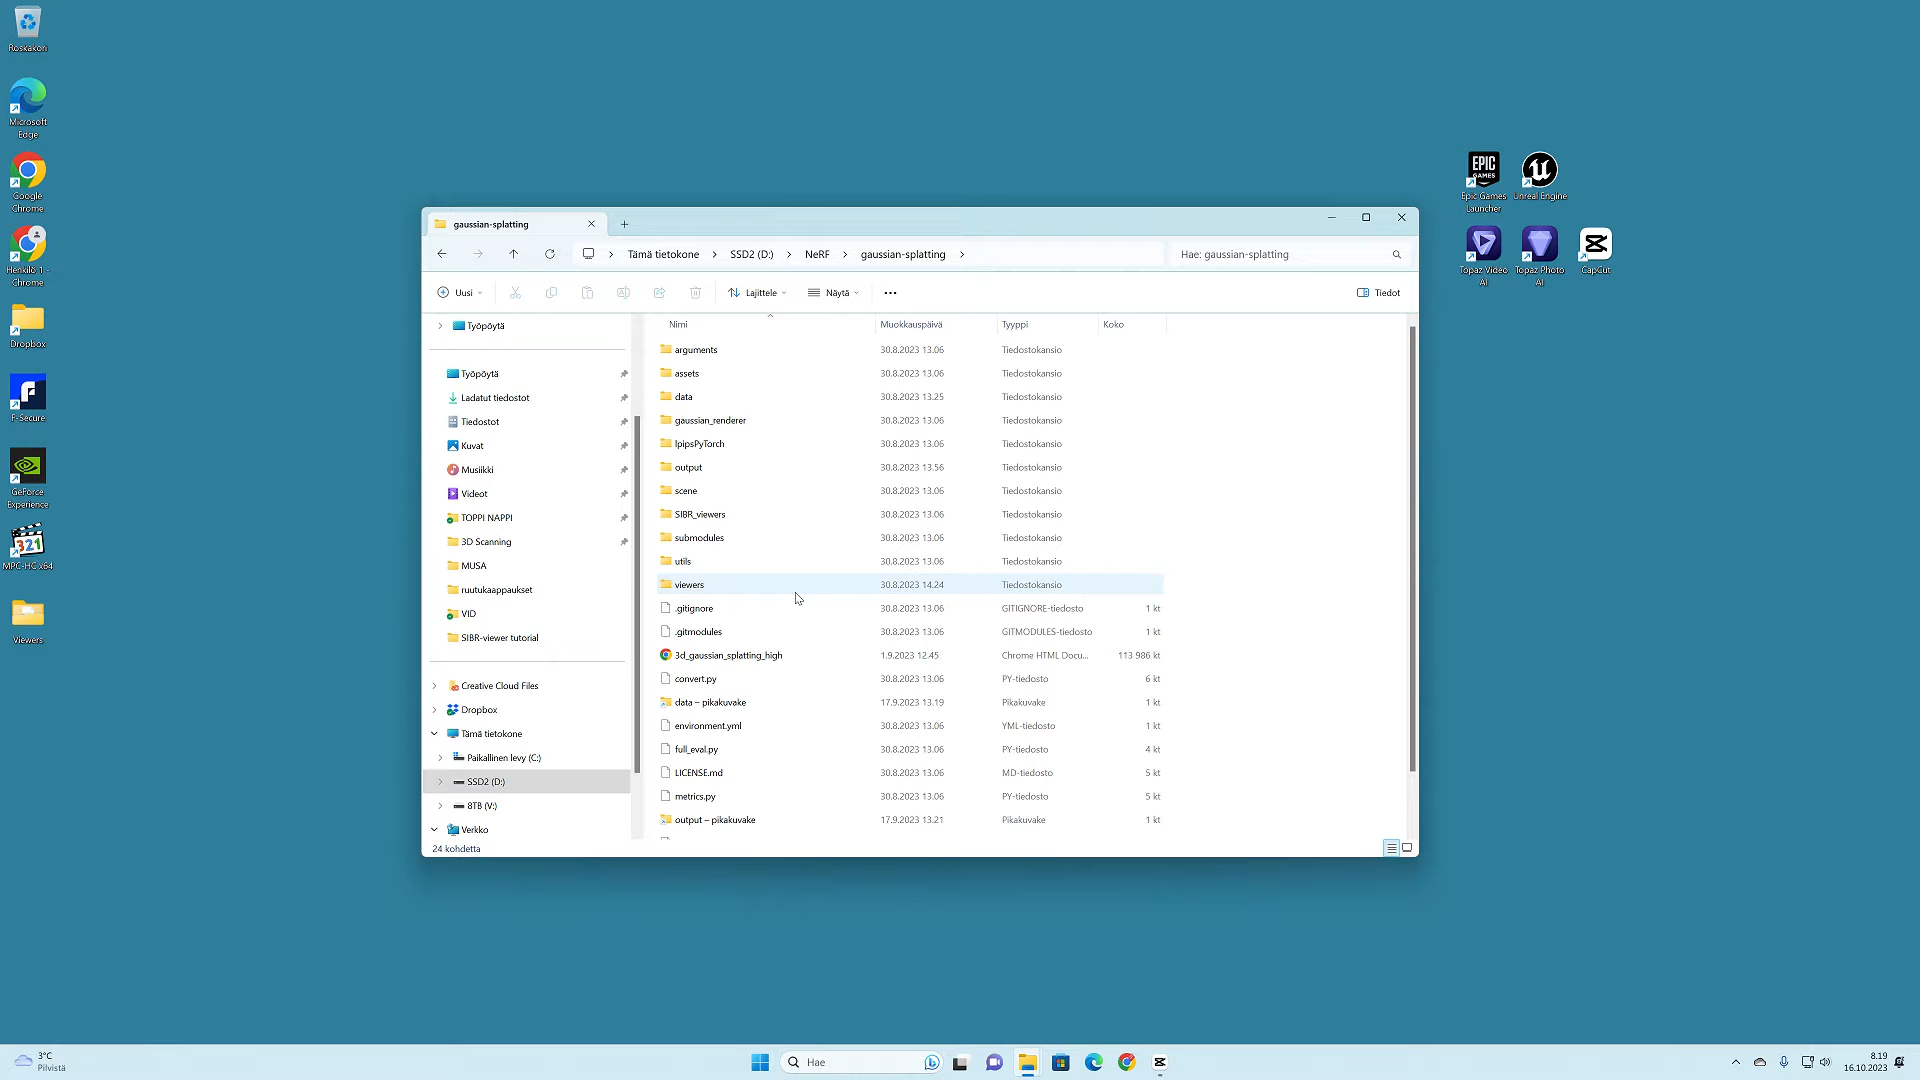 Roskakori
Microsoft
Edge
Google
Chrome
Henkilö 1 -
Chrome
Dropbox
F-Secure
GeForce
Experience
MPC-HC x64
Viewers
EPIC
GAMES
Epic Games
Launcher
Unreal Engine
Topaz Video
AI
Topaz Photo
AI
CapCut
gaussian-splatting
Tämä tietokone
SSD2 (D:)
NeRF
gaussian-splatting
Hae: gaussian-splatting
Uusi
Lajittele
Näytä
Tiedot
Työpöytä
Työpöytä
Ladatut tiedostot
Tiedostot
Kuvat
Musiikki
Videot
TOPPI NAPPI
3D Scanning
MUSA
ruutukaappaukset
VID
SIBR-viewer tutorial
Creative Cloud Files
Dropbox
Tämä tietokone
Paikallinen levy (C:)
SSD2 (D:)
8TB (V:)
Verkko
24 kohdetta
Nimi Muokkauspäivä Tyyppi Koko
arguments 30.8.2023 13.06 Tiedostokansio
assets 30.8.2023 13.06 Tiedostokansio
data 30.8.2023 13.25 Tiedostokansio
gaussian_renderer 30.8.2023 13.06 Tiedostokansio
lpipsPyTorch 30.8.2023 13.06 Tiedostokansio
output 30.8.2023 13.56 Tiedostokansio
scene 30.8.2023 13.06 Tiedostokansio
SIBR_viewers 30.8.2023 13.06 Tiedostokansio
submodules 30.8.2023 13.06 Tiedostokansio
utils 30.8.2023 13.06 Tiedostokansio
viewers 30.8.2023 14.24 Tiedostokansio
.gitignore 30.8.2023 13.06 GITIGNORE-tiedosto 1 kt
.gitmodules 30.8.2023 13.06 GITMODULES-tiedosto 1 kt
3d_gaussian_splatting_high 1.9.2023 12.45 Chrome HTML Docu... 113 986 kt
convert.py 30.8.2023 13.06 PY-tiedosto 6 kt
data – pikakuvake 17.9.2023 13.19 Pikakuvake 1 kt
environment.yml 30.8.2023 13.06 YML-tiedosto 1 kt
full_eval.py 30.8.2023 13.06 PY-tiedosto 4 kt
LICENSE.md 30.8.2023 13.06 MD-tiedosto 5 kt
metrics.py 30.8.2023 13.06 PY-tiedosto 5 kt
output – pikakuvake 17.9.2023 13.21 Pikakuvake 1 kt
3°C
Pilvistä
Hae
8.19
16.10.2023